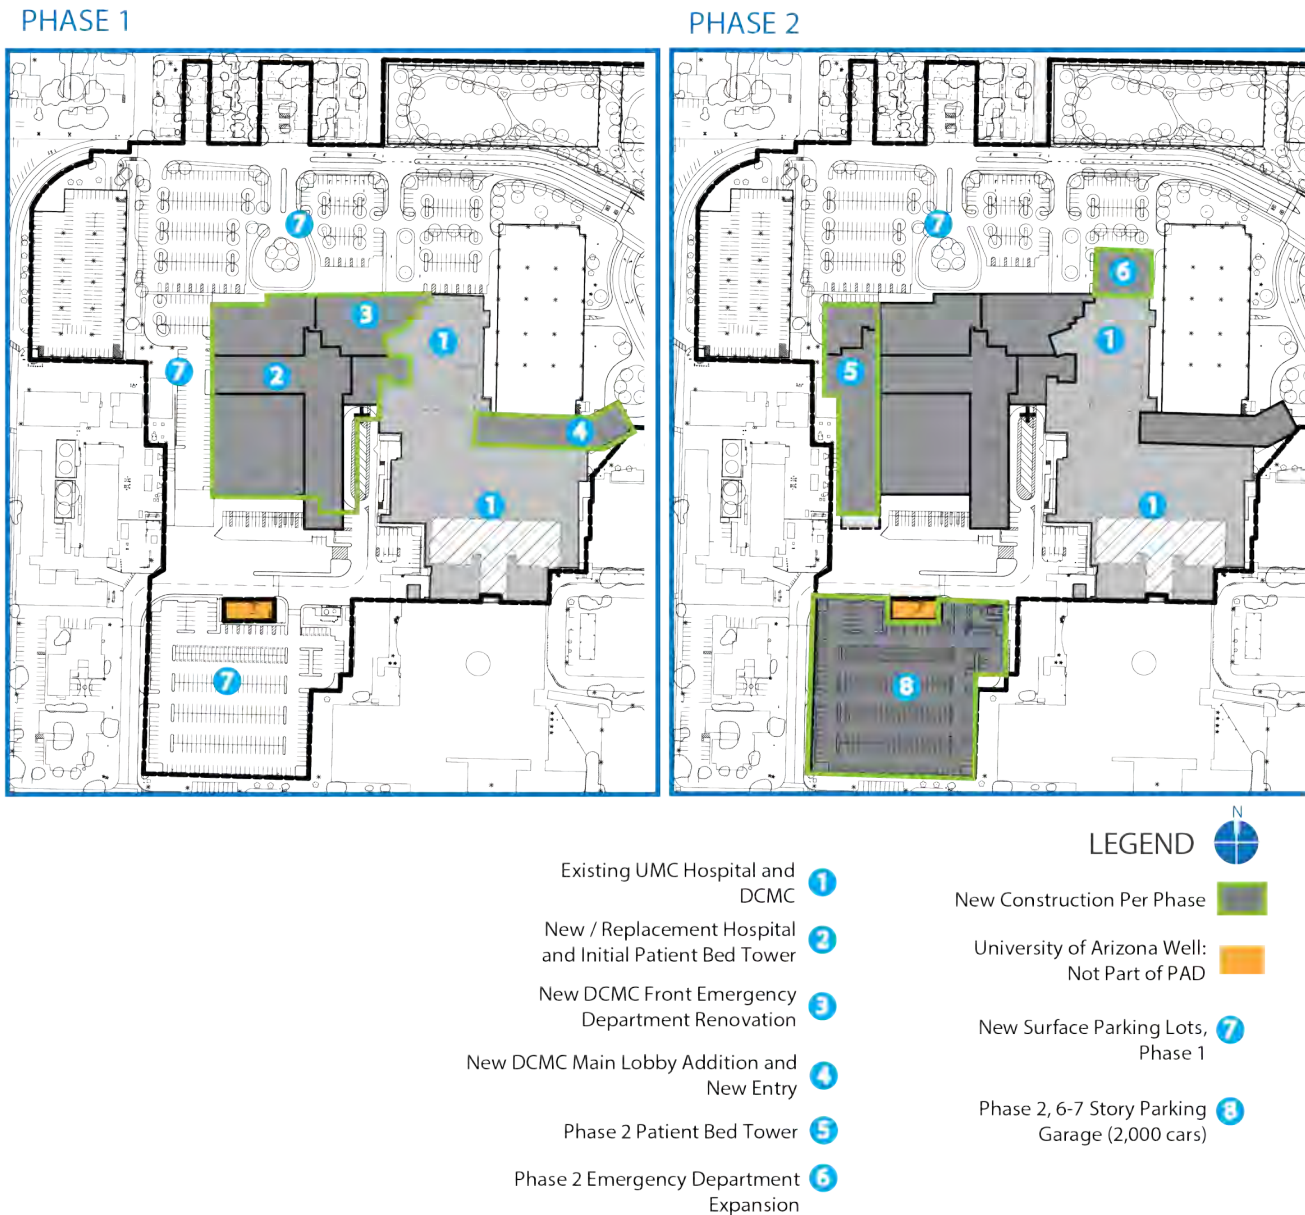 PHASE 1
PHASE 2
7
3
1
7
2
4
1
7
7
6
1
5
1
8
N
LEGEND
Existing UMC Hospital and
DCMC
1
New / Replacement Hospital
and Initial Patient Bed Tower
2
New DCMC Front Emergency
Department Renovation
3
New DCMC Main Lobby Addition and
New Entry
4
Phase 2 Patient Bed Tower
5
Phase 2 Emergency Department
Expansion
6
New Construction Per Phase
University of Arizona Well:
Not Part of PAD
New Surface Parking Lots,
Phase 1
7
Phase 2, 6-7 Story Parking
Garage (2,000 cars)
8